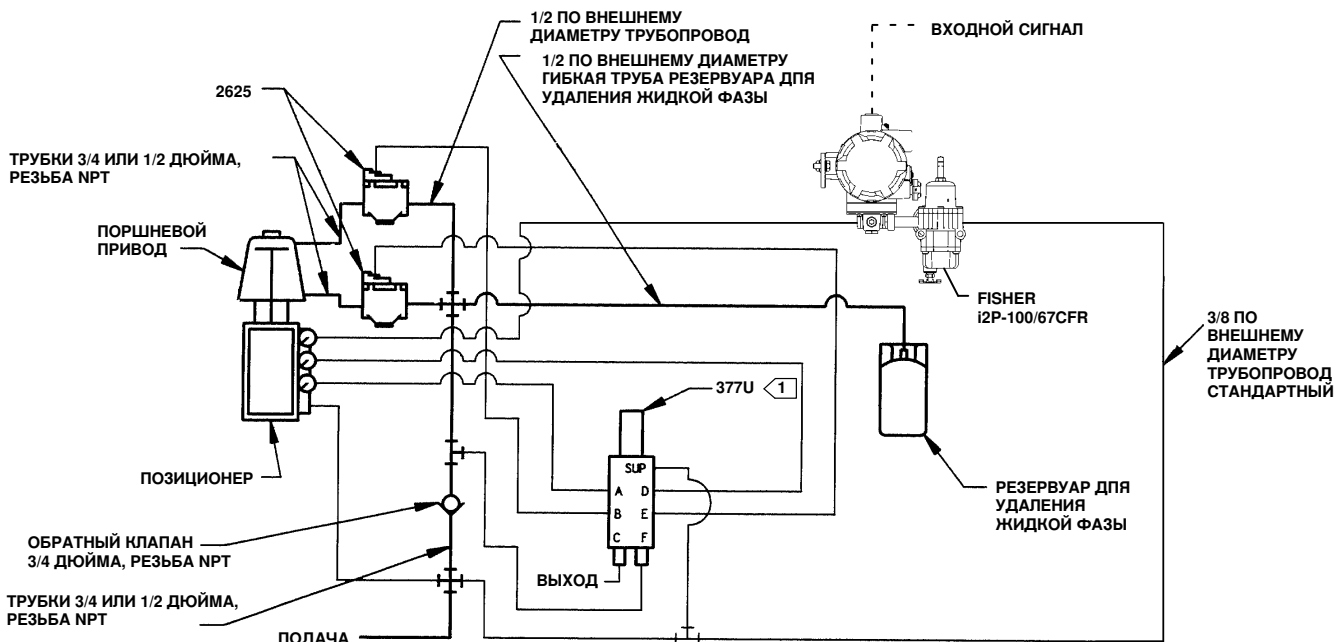 1/2 ПО ВНЕШНЕМУ
ДИАМЕТРУ ТРУБОПРОВОД
ВХОДНОЙ СИГНАЛ
1/2 ПО ВНЕШНЕМУ ДИАМЕТРУ
ГИБКАЯ ТРУБА РЕЗЕРВУАРА ДПЯ
УДАЛЕНИЯ ЖИДКОЙ ФАЗЫ
2625
ТРУБКИ 3/4 ИЛИ 1/2 ДЮЙМА,
РЕЗЬБА NPT
ПОРШНЕВОЙ
ПРИВОД
FISHER
i2P-100/67CFR
3/8 ПО
ВНЕШНЕМУ
ДИАМЕТРУ
ТРУБОПРОВОД
СТАНДАРТНЫЙ
377U 1
ПОЗИЦИОНЕР
SUP
A D
B E
C F
РЕЗЕРВУАР ДПЯ
УДАЛЕНИЯ
ЖИДКОЙ ФАЗЫ
ОБРАТНЫЙ КЛАПАН
3/4 ДЮЙМА, РЕЗЬБА NPT
ВЫХОД
ТРУБКИ 3/4 ИЛИ 1/2 ДЮЙМА,
РЕЗЬБА NPT
ПОДАЧА